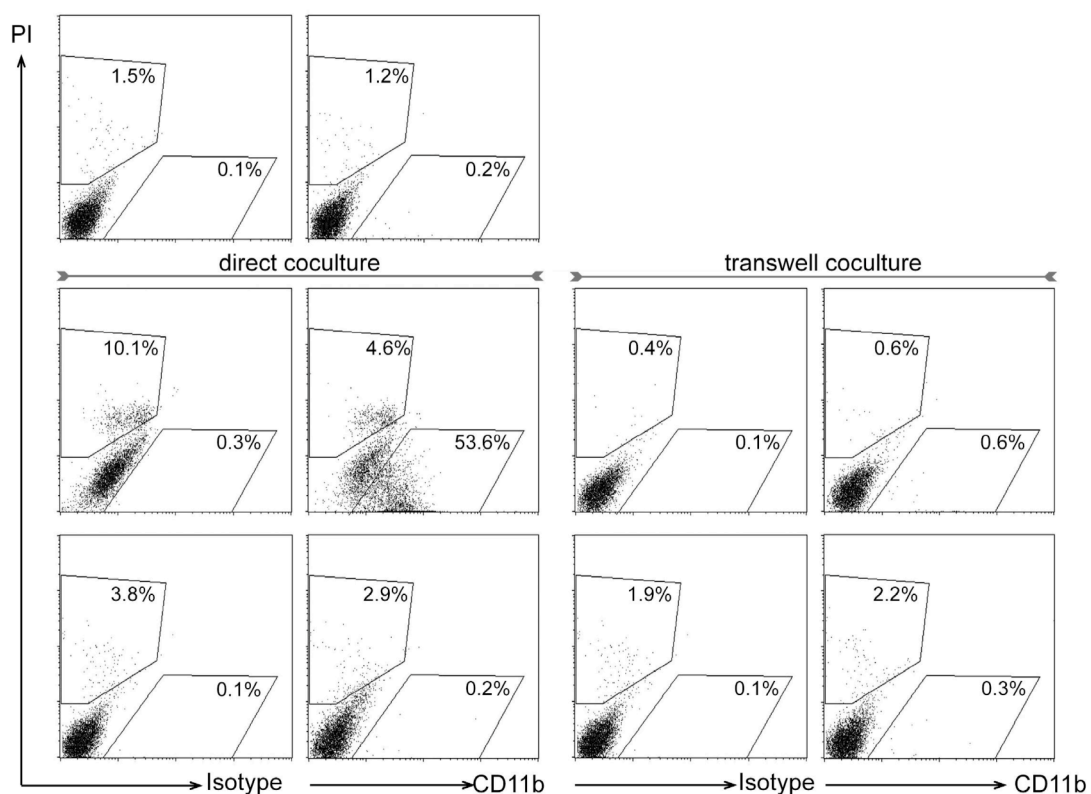 PI
1.5%
1.2%
0.1%
0.2%
direct coculture
transwell coculture
10.1%
4.6%
0.4%
0.6%
0.3%
53.6%
0.1%
0.6%
3.8%
2.9%
1.9%
2.2%
0.1%
0.2%
0.1%
0.3%
Isotype
CD11b
Isotype
CD11b